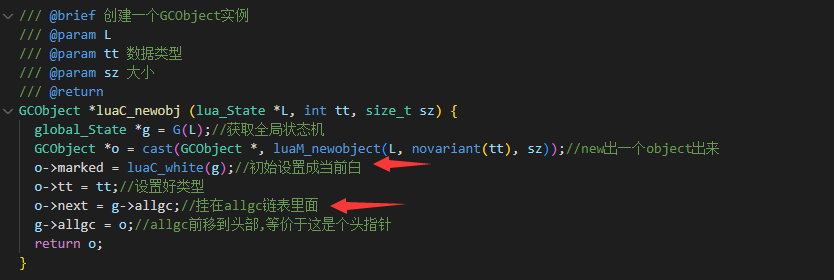 /// @brief 创建一个GCObject实例
/// @param L
/// @param tt 数据类型
/// @param sz 大小
/// @return
GCObject *luaC_newobj (lua_State *L, int tt, size_t sz) {
  global_State *g = G(L);//获取全局状态机
  GCObject *o = cast(GCObject *, luaM_newobject(L, novariant(tt), sz));//new出一个object出来
  o->marked = luaC_white(g);//初始设置成当前白
  o->tt = tt;//设置好类型
  o->next = g->allgc;//挂在allgc链表里面
  g->allgc = o;//allgc前移到头部,等价于这是个头指针
  return o;
}